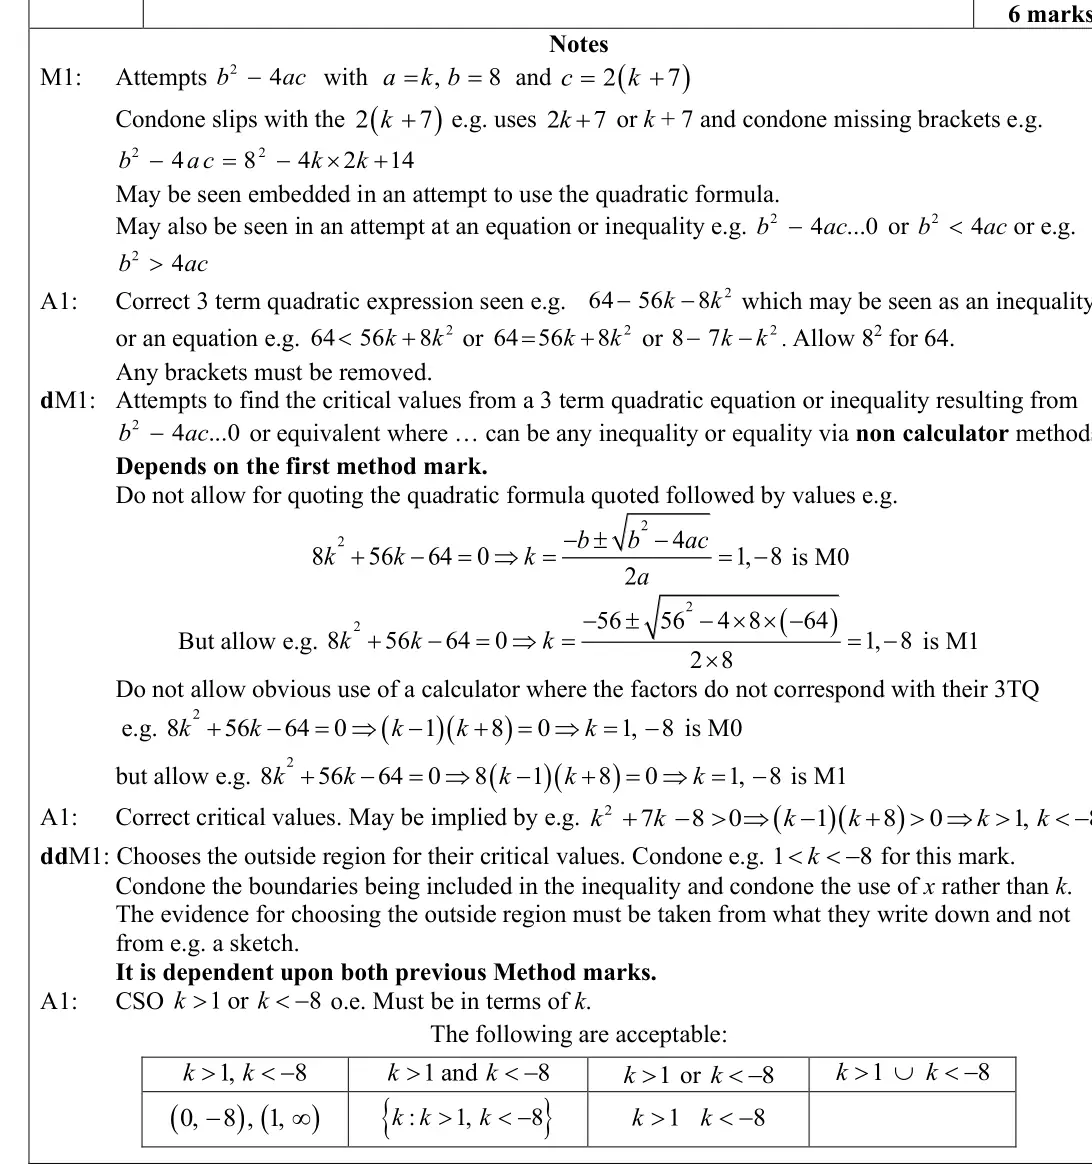 6 marks
Notes
M1: Attempts b² − 4ac with a = k, b = 8 and c = 2(k + 7)
Condone slips with the 2(k + 7) e.g. uses 2k + 7 or k + 7 and condone missing brackets e.g.
b² − 4ac = 8² − 4k × 2k + 14
May be seen embedded in an attempt to use the quadratic formula.
May also be seen in an attempt at an equation or inequality e.g. b² − 4ac...0 or b² < 4ac or e.g.
b² > 4ac
A1: Correct 3 term quadratic expression seen e.g. 64 − 56k − 8k² which may be seen as an inequality
or an equation e.g. 64 < 56k + 8k² or 64 = 56k + 8k² or 8 − 7k − k². Allow 8² for 64.
Any brackets must be removed.
dM1: Attempts to find the critical values from a 3 term quadratic equation or inequality resulting from
b² − 4ac...0 or equivalent where … can be any inequality or equality via non calculator method
Depends on the first method mark.
Do not allow for quoting the quadratic formula quoted followed by values e.g.
8k² + 56k − 64 = 0 ⇒ k = (−b ± √(b² − 4ac)) / 2a = 1, −8 is M0
But allow e.g. 8k² + 56k − 64 = 0 ⇒ k = (−56 ± √(56² − 4 × 8 × (−64))) / (2 × 8) = 1, −8 is M1
Do not allow obvious use of a calculator where the factors do not correspond with their 3TQ
e.g. 8k² + 56k − 64 = 0 ⇒ (k − 1)(k + 8) = 0 ⇒ k = 1, −8 is M0
but allow e.g. 8k² + 56k − 64 = 0 ⇒ 8(k − 1)(k + 8) = 0 ⇒ k = 1, −8 is M1
A1: Correct critical values. May be implied by e.g. k² + 7k − 8 > 0 ⇒ (k − 1)(k + 8) > 0 ⇒ k > 1, k < −8
ddM1: Chooses the outside region for their critical values. Condone e.g. 1 < k < −8 for this mark.
Condone the boundaries being included in the inequality and condone the use of x rather than k.
The evidence for choosing the outside region must be taken from what they write down and not
from e.g. a sketch.
It is dependent upon both previous Method marks.
A1: CSO k > 1 or k < −8 o.e. Must be in terms of k.
The following are acceptable:
k > 1, k < −8 k > 1 and k < −8 k > 1 or k < −8 k > 1 ∪ k < −8
(0, −8), (1, ∞) {k : k > 1, k < −8} k > 1 k < −8